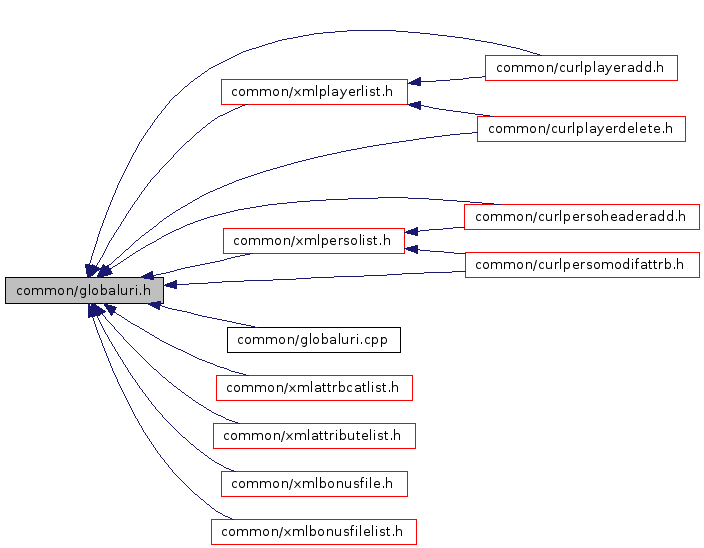 common/curlplayeradd.h
common/xmlplayerlist.h
common/curlplayerdelete.h
common/curlpersoheaderadd.h
common/xmlpersolist.h
common/curlpersomodifattrb.h
common/globaluri.h
common/globaluri.cpp
common/xmlattrbcatlist.h
common/xmlattributelist.h
common/xmlbonusfile.h
common/xmlbonusfilelist.h